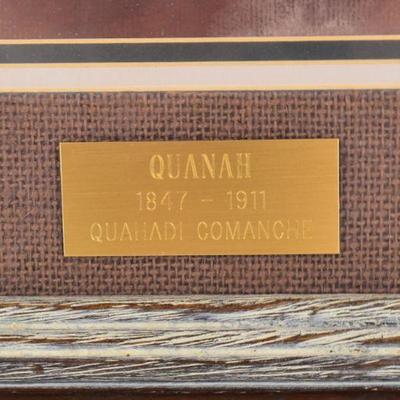 QUANAH
1847 - 1911
QUAHADI COMANCHE